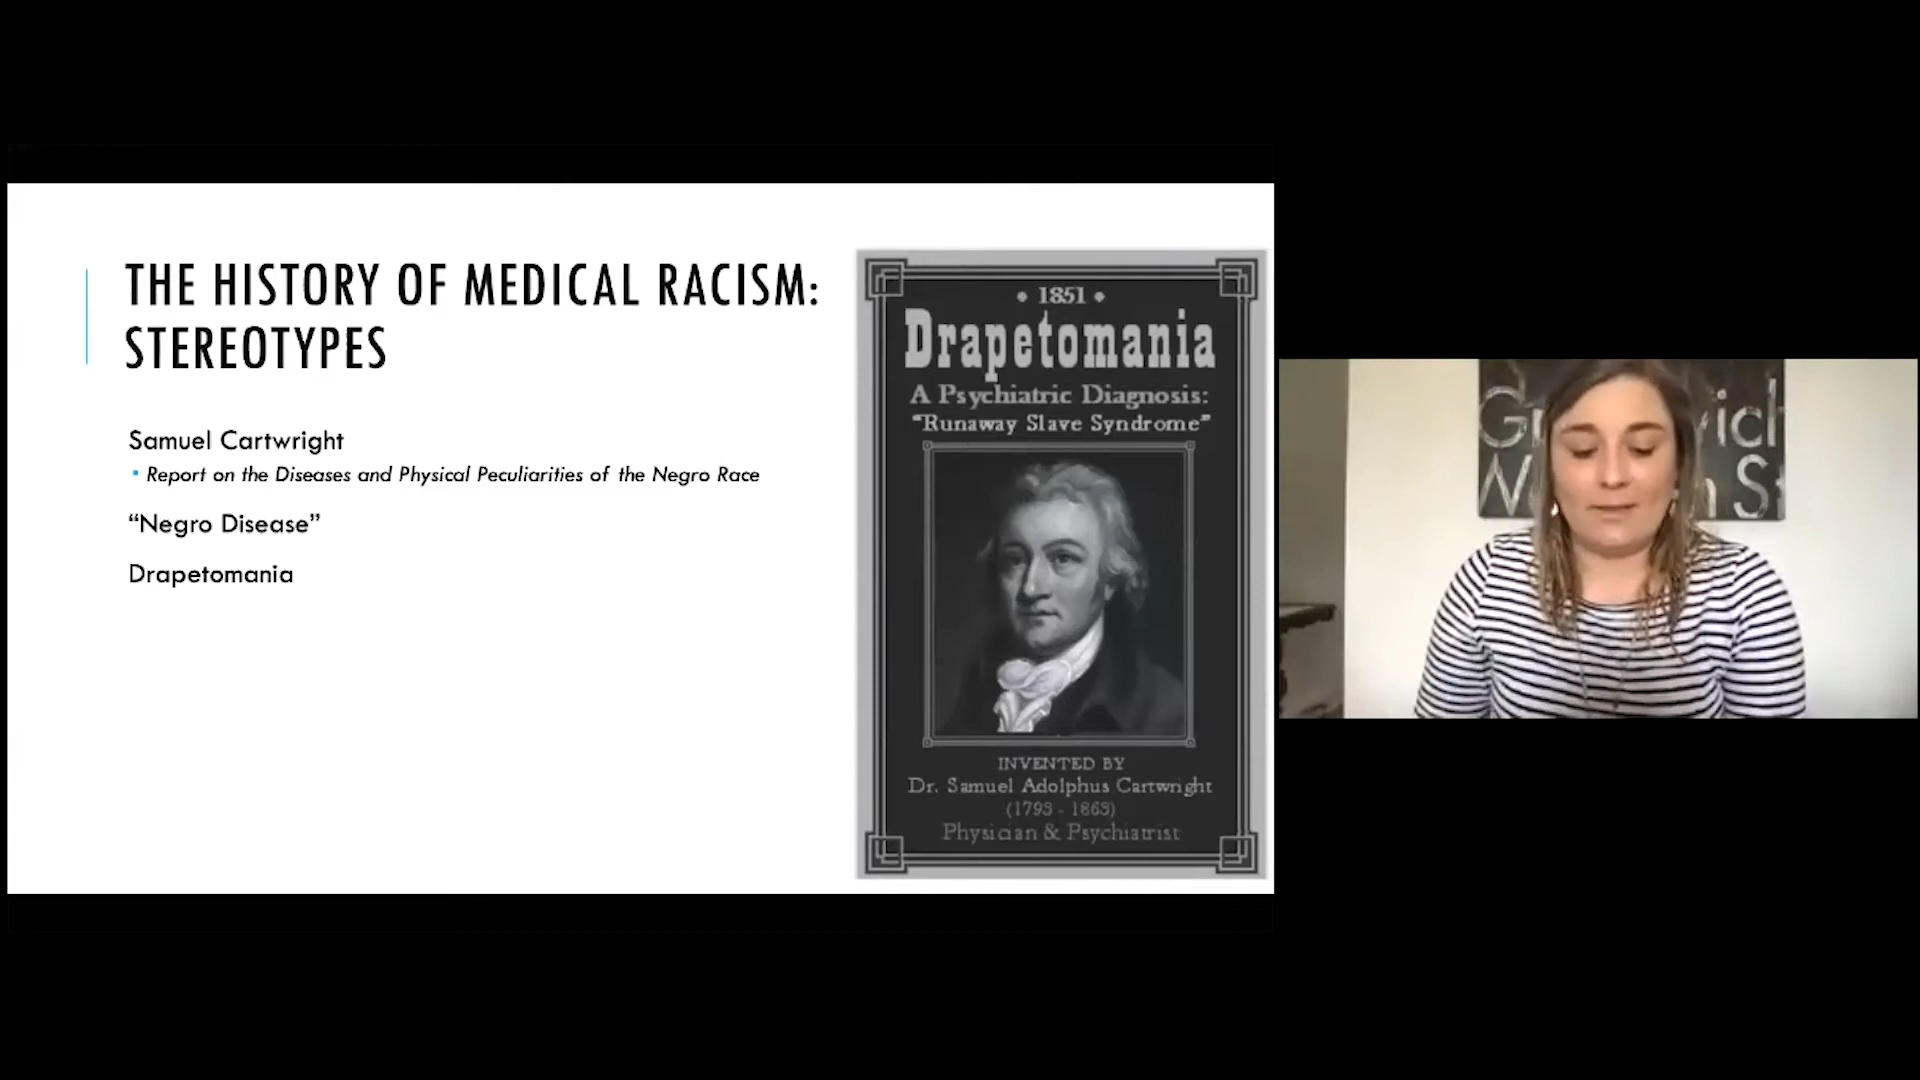 THE HISTORY OF MEDICAL RACISM:
STEREOTYPES
Samuel Cartwright
Report on the Diseases and Physical Peculiarities of the Negro Race
“Negro Disease”
Drapetomania
• 1851 •
Drapetomania
A Psychiatric Diagnosis:
“Runaway Slave Syndrome”
INVENTED BY
Dr. Samuel Adolphus Cartwright
(1793 - 1863)
Physician & Psychiatrist